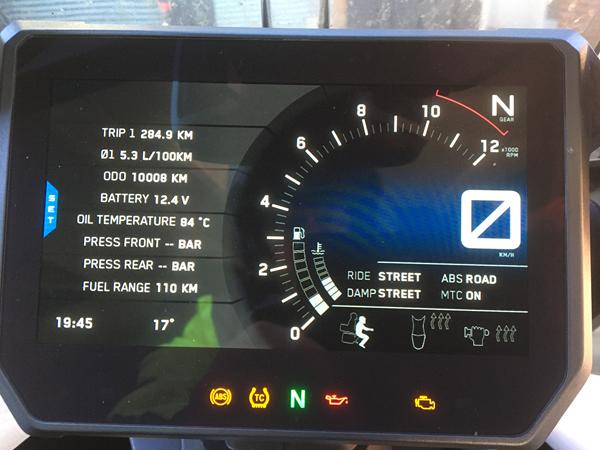 TRIP 1 284.9 KM
Ø1 5.3 L/100KM
ODO 10008 KM
BATTERY 12.4 V
OIL TEMPERATURE 84 °C
PRESS FRONT -- BAR
PRESS REAR -- BAR
FUEL RANGE 110 KM
SET
19:45
17°
0
2
4
6
8
10
12
x1000
RPM
N
GEAR
0
KM/H
RIDE STREET
ABS ROAD
DAMP STREET
MTC ON
ABS
TC
N